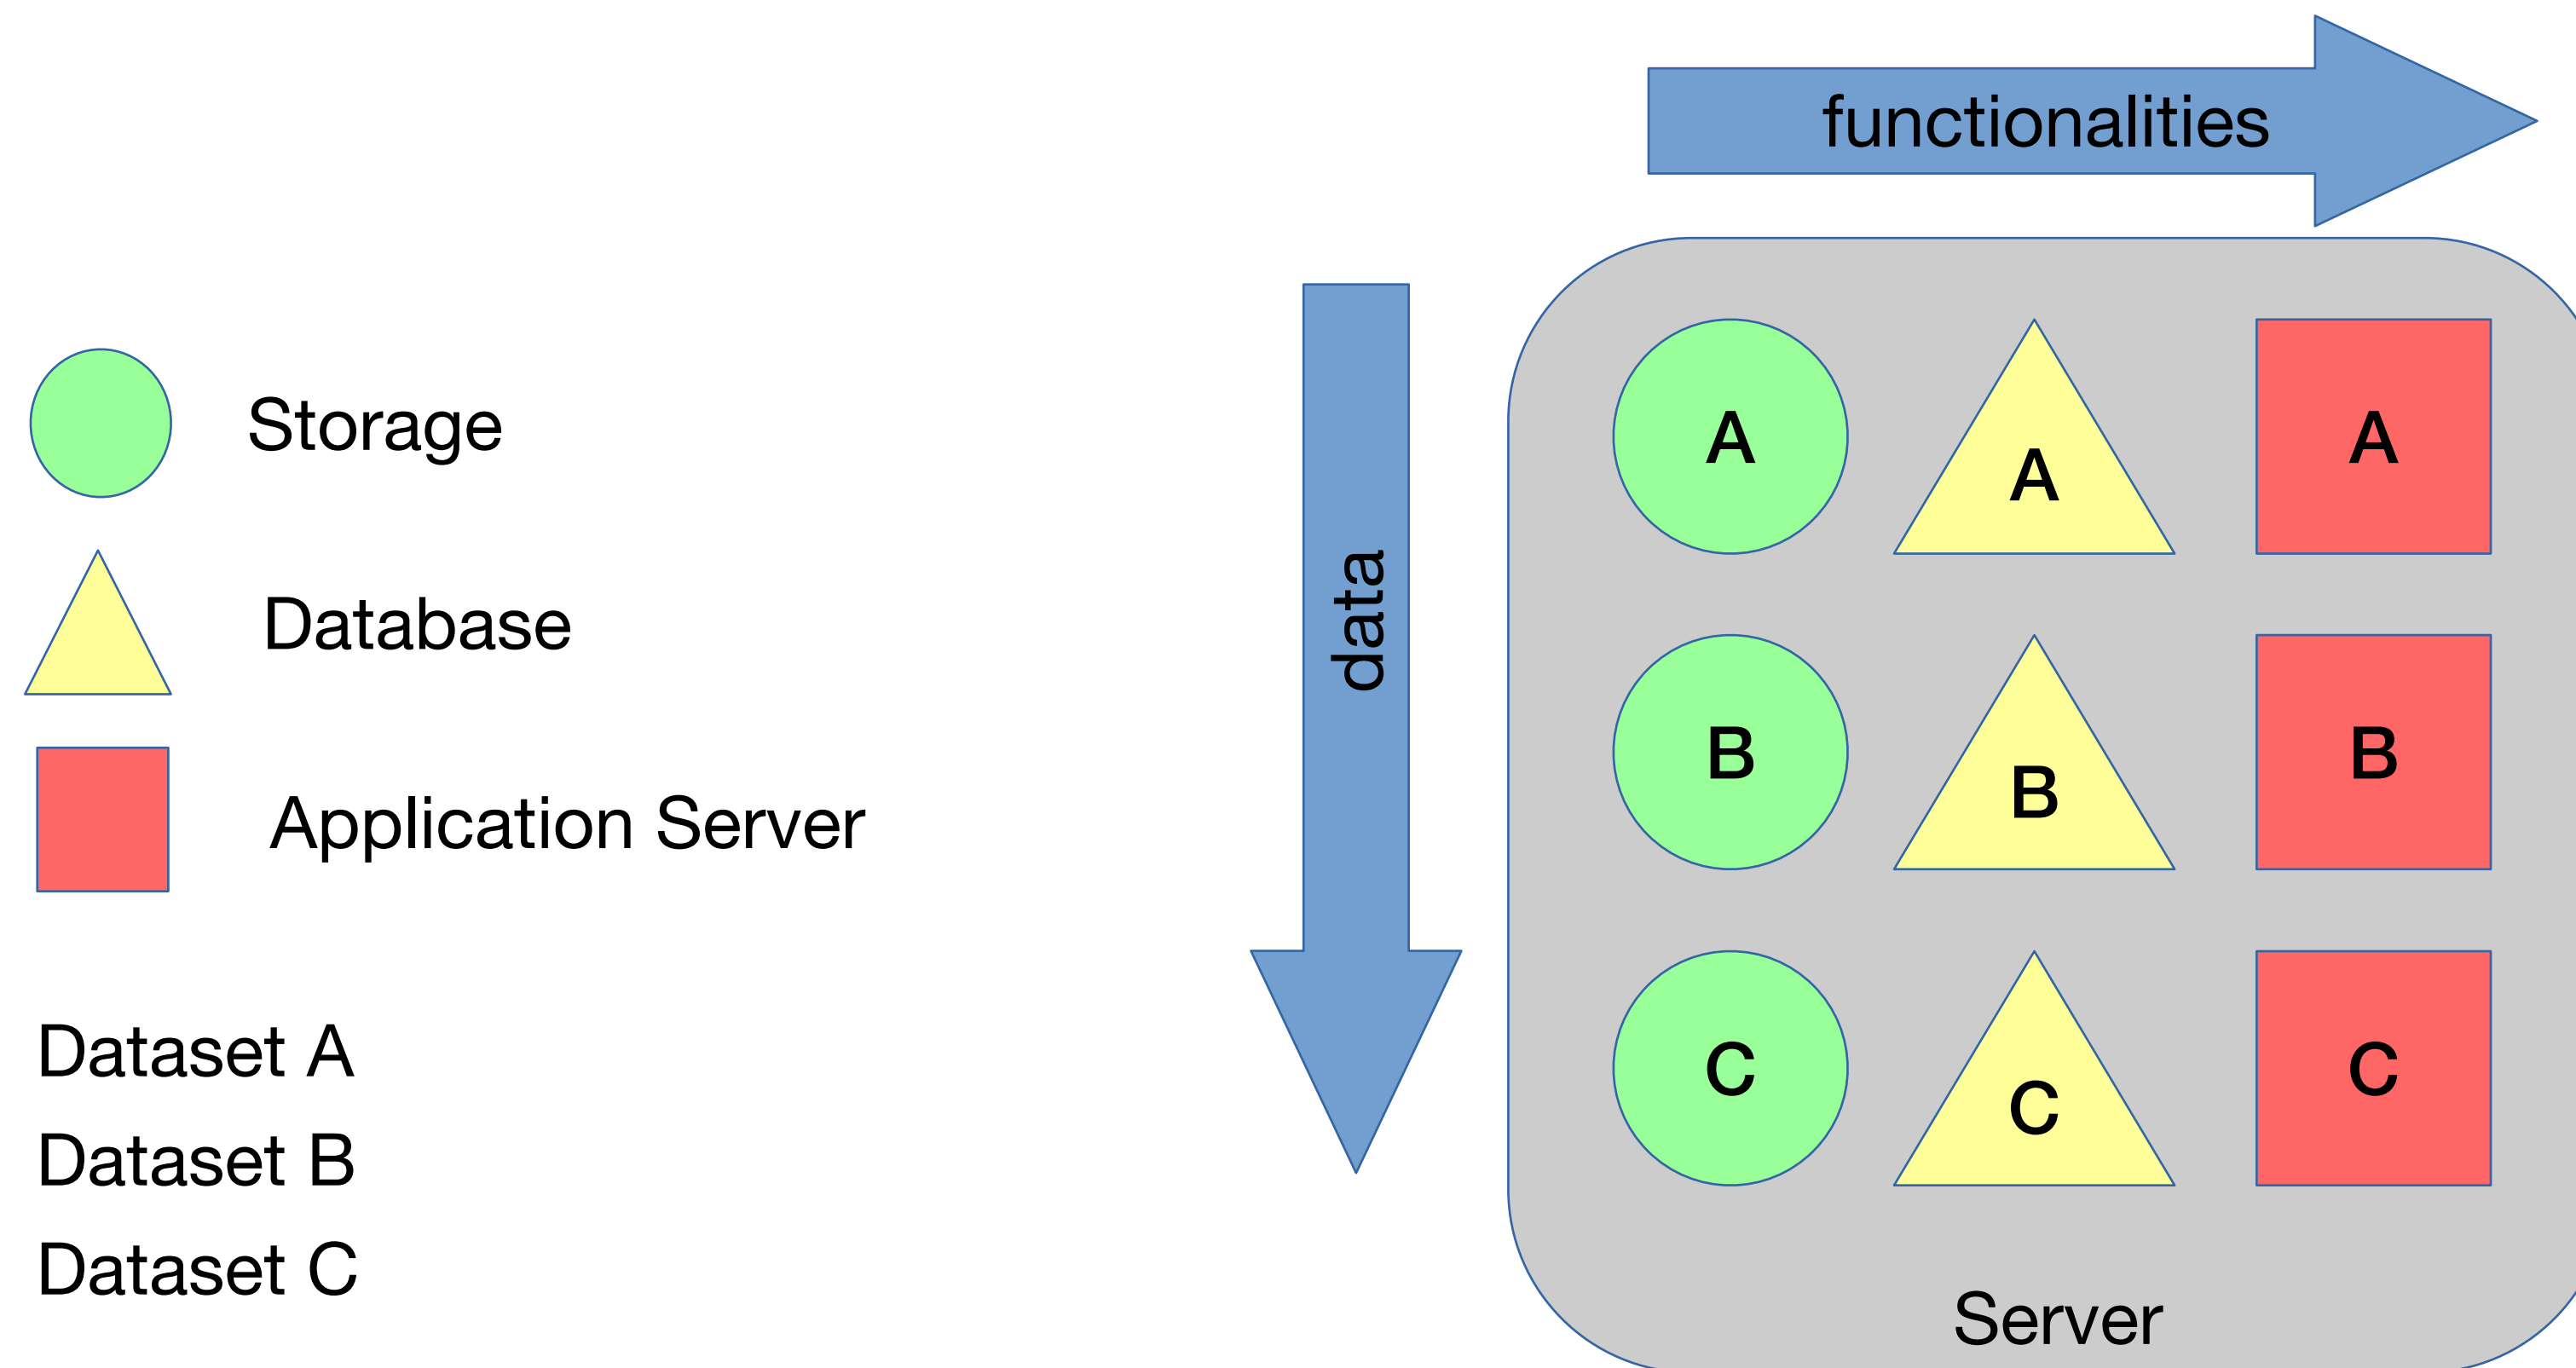 functionalities
data
Storage
Database
Application Server
Dataset A
Dataset B
Dataset C
A A A
B B B
C C C
Server